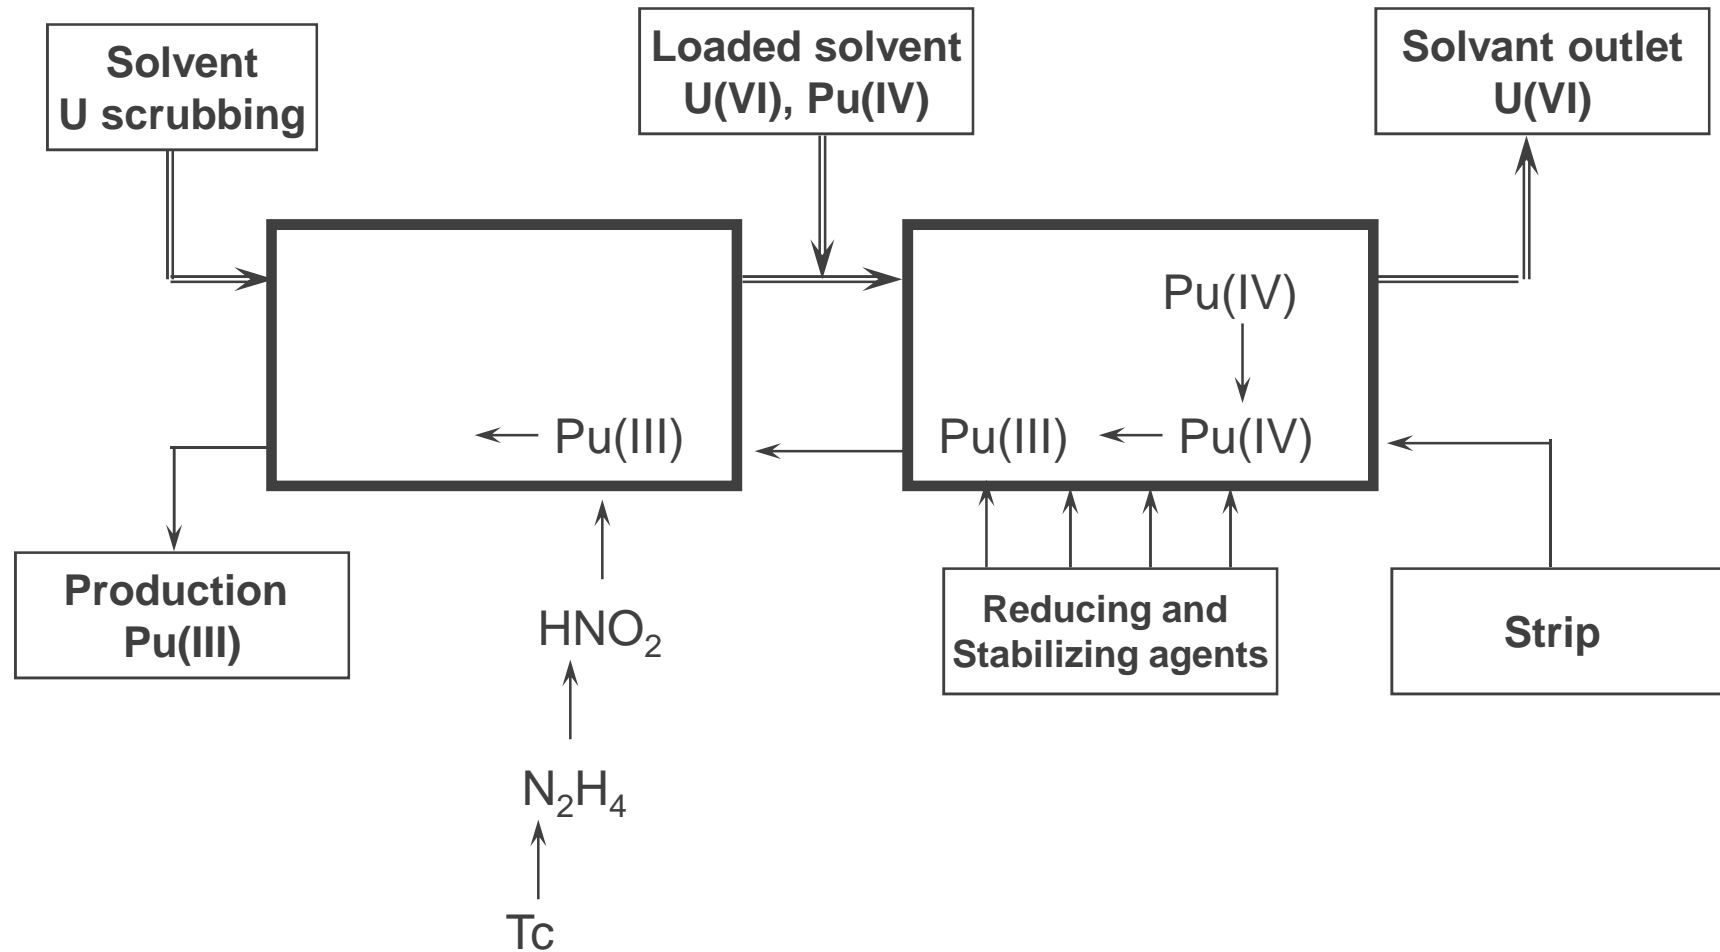 Solvent
U scrubbing
Loaded solvent
U(VI), Pu(IV)
Solvant outlet
U(VI)
Pu(IV)
Pu(III)
Pu(III)
Pu(IV)
Production
Pu(III)
HNO₂
Reducing and
Stabilizing agents
Strip
N₂H₄
Tc